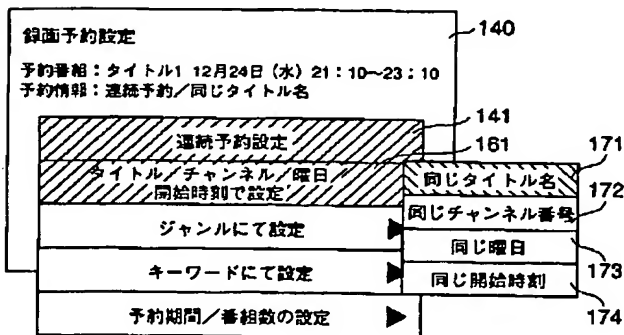 録画予約設定
140
予約番組：タイトル1 12月24日（水）21：10～23：10
予約情報：連続予約／同じタイトル名
141
連続予約設定
161
171
タイトル／チャンネル／曜日／
開始時刻で設定
同じタイトル名
172
同じチャンネル番号
ジャンルにて設定
同じ曜日
173
キーワードにて設定
同じ開始時刻
174
予約期間／番組数の設定